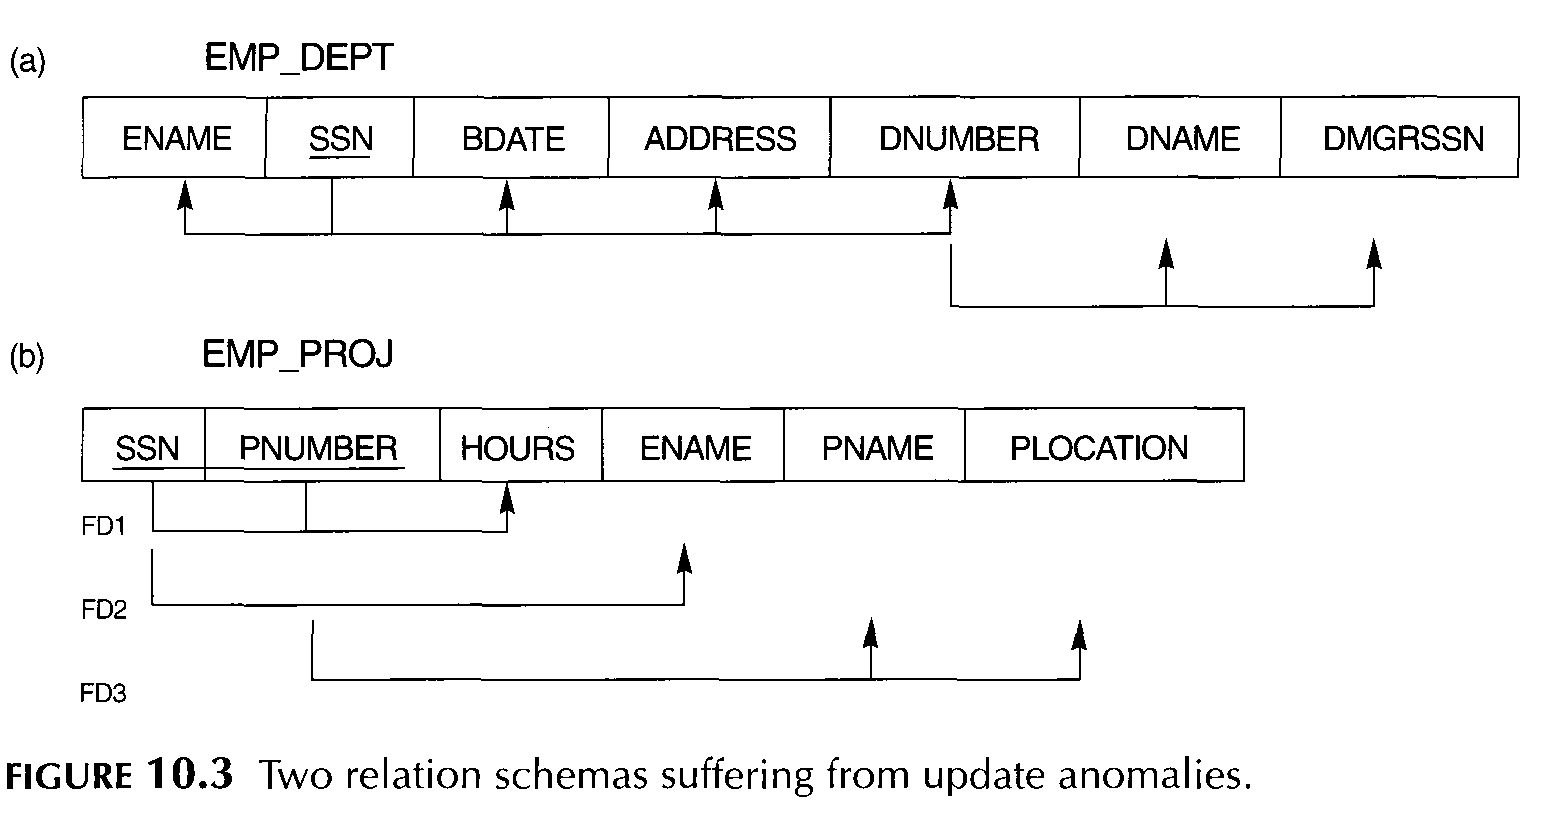 (a) EMP_DEPT
ENAME SSN BDATE ADDRESS DNUMBER DNAME DMGRSSN
(b) EMP_PROJ
SSN PNUMBER HOURS ENAME PNAME PLOCATION
FD1
FD2
FD3
FIGURE 10.3 Two relation schemas suffering from update anomalies.